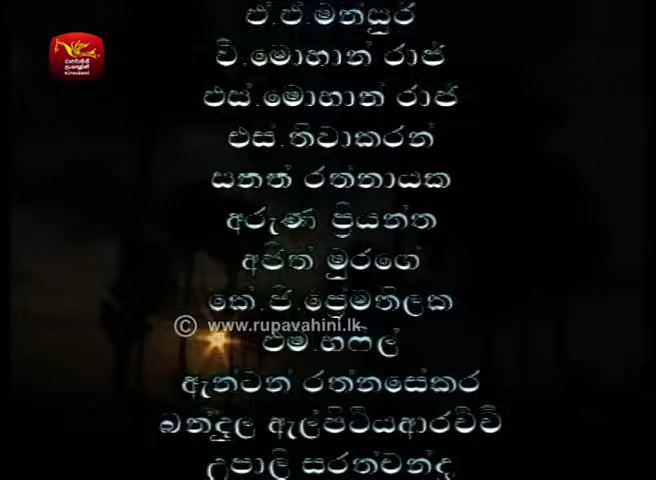 ඒ.ඒ.මන්සූර්
වී.මොහාන් රාජ්
එස්.මොහාන් රාජ්
එස්.තිවාකරන්
සනත් රත්නායක
අරුණ ප්‍රියන්ත
අජිත් මුරගේ
කේ.ජී.ප්‍රේමතිලක
© www.rupavahini.lk
එම්.හෆීල්
ඇන්ටන් රත්නසේකර
බන්දුල ඇල්පිටියආරච්චි
උපාලි සරත්චන්ද්‍ර